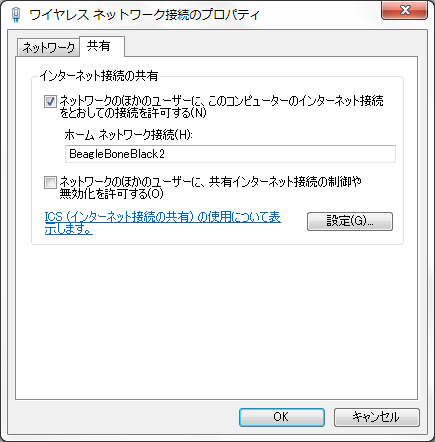 ワイヤレス ネットワーク接続のプロパティ
ネットワーク 共有
インターネット接続の共有
ネットワークのほかのユーザーに、このコンピューターのインターネット接続
をとおしての接続を許可する(N)
ホーム ネットワーク接続(H):
BeagleBoneBlack2
ネットワークのほかのユーザーに、共有インターネット接続の制御や
無効化を許可する(O)
ICS (インターネット接続の共有) の使用について表
示します。
設定(G)...
OK キャンセル